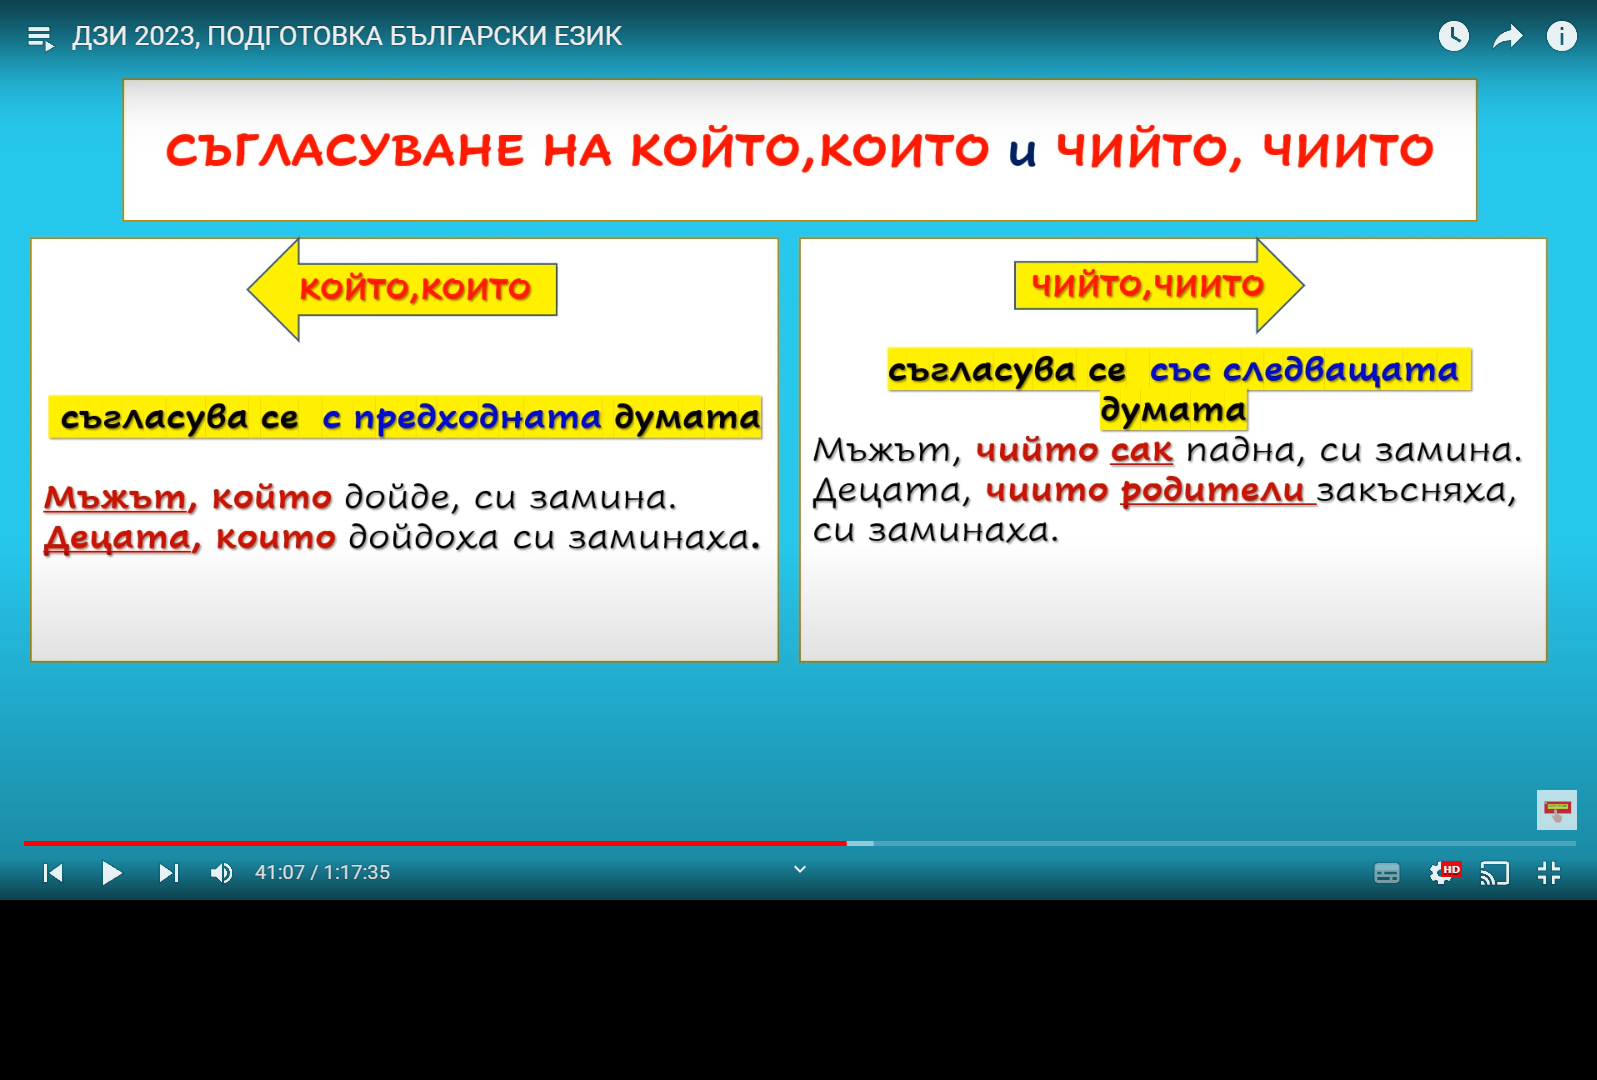 ДЗИ 2023, ПОДГОТОВКА БЪЛГАРСКИ ЕЗИК
СЪГЛАСУВАНЕ НА КОЙТО,КОИТО и ЧИЙТО, ЧИИТО
КОЙТО,КОИТО
съгласува се с предходната думата
Мъжът, който дойде, си замина.
Децата, които дойдоха си заминаха.
ЧИЙТО,ЧИИТО
съгласува се със следващата
думата
Мъжът, чийто сак падна, си замина.
Децата, чиито родители закъсняха,
си заминаха.
41:07 / 1:17:35
HD